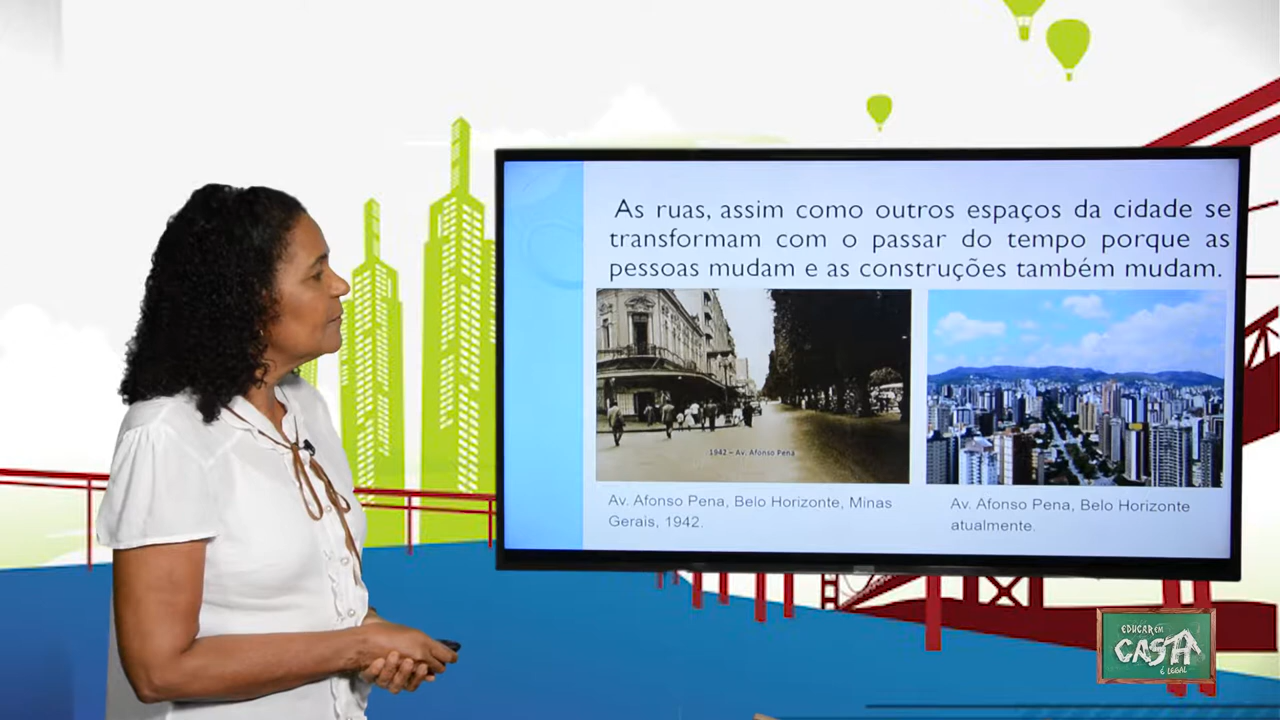 As ruas, assim como outros espaços da cidade se
transformam com o passar do tempo porque as
pessoas mudam e as construções também mudam.
1942 – Av. Afonso Pena
Av. Afonso Pena, Belo Horizonte, Minas
Gerais, 1942.
Av. Afonso Pena, Belo Horizonte
atualmente.
EDUCAR EM
CASA
É LEGAL